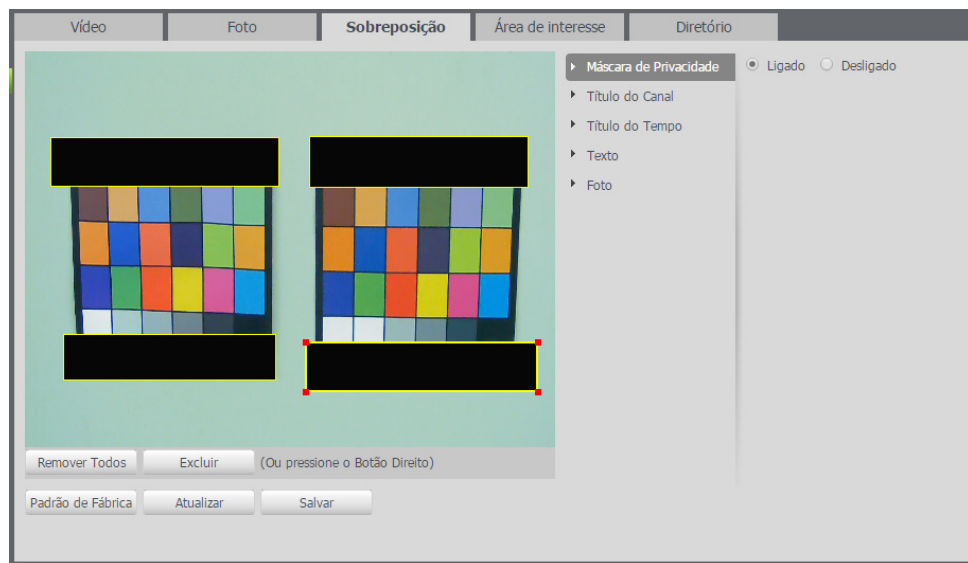 Vídeo
Foto
Sobreposição
Área de interesse
Diretório
Máscara de Privacidade
Ligado
Desligado
Título do Canal
Título do Tempo
Texto
Foto
Remover Todos
Excluir
(Ou pressione o Botão Direito)
Padrão de Fábrica
Atualizar
Salvar